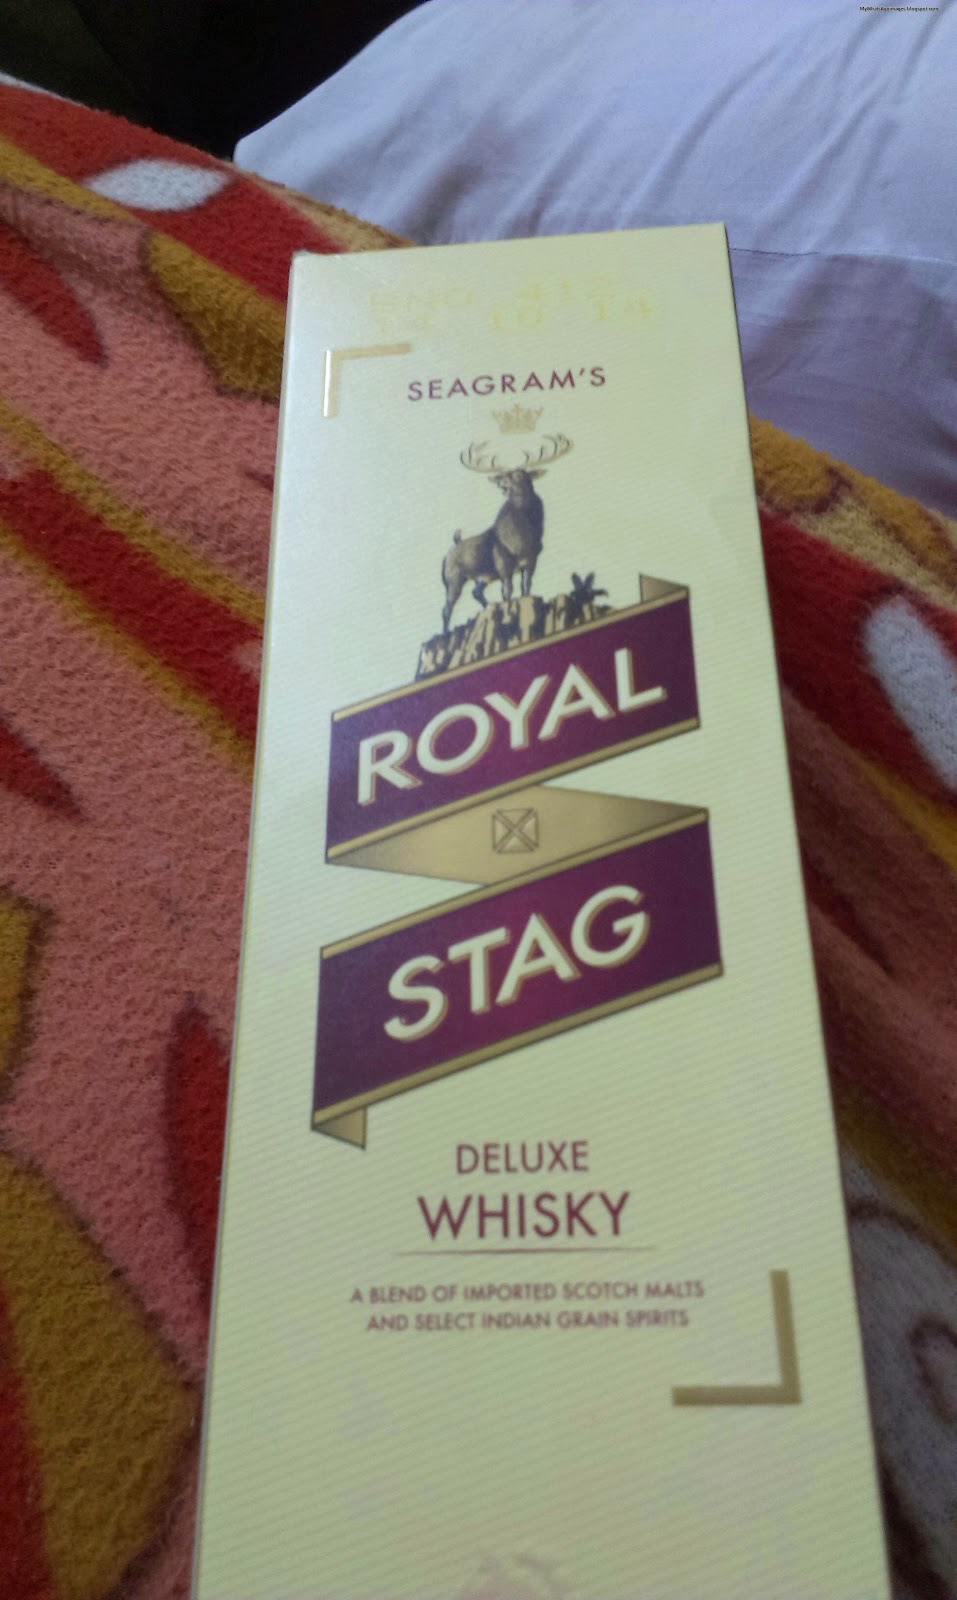 SEAGRAM'S
ROYAL
STAG
DELUXE
WHISKY
A BLEND OF IMPORTED SCOTCH MALTS
AND SELECT INDIAN GRAIN SPIRITS